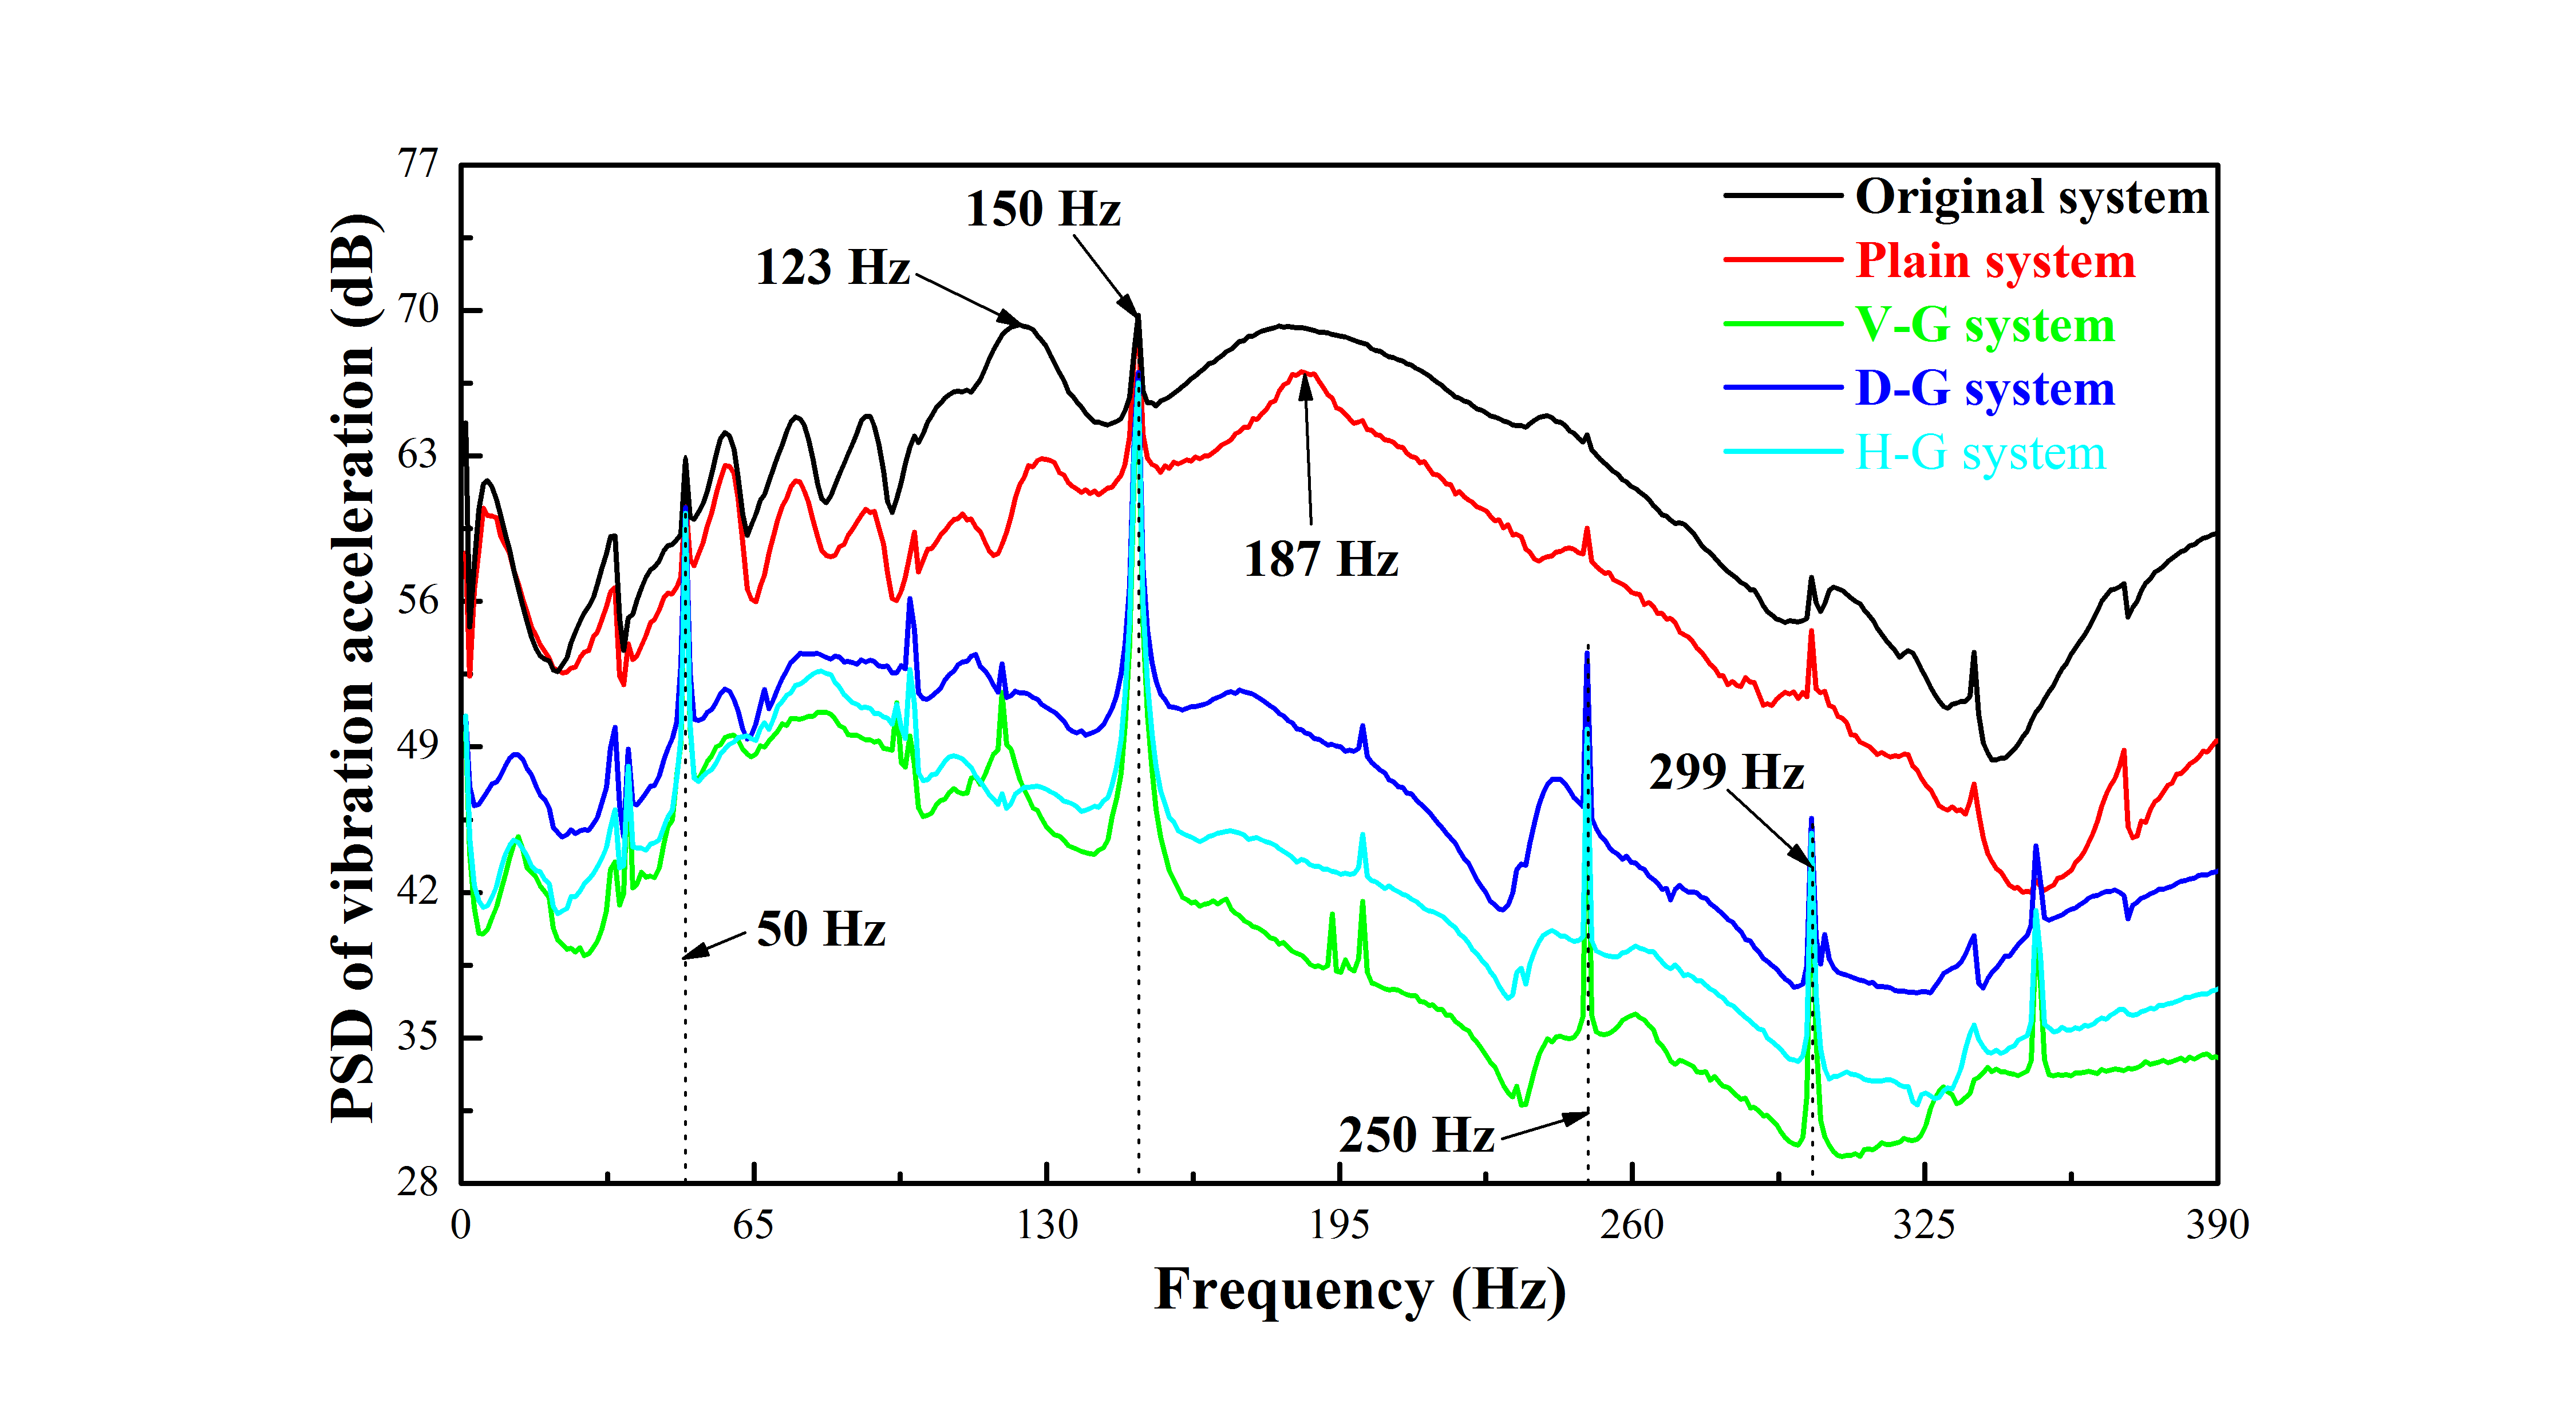 PSD of vibration acceleration (dB)
77
70
63
56
49
42
35
28
0
65
130
195
260
325
390
Frequency (Hz)
Original system
Plain system
V-G system
D-G system
H-G system
150 Hz
123 Hz
187 Hz
299 Hz
50 Hz
250 Hz